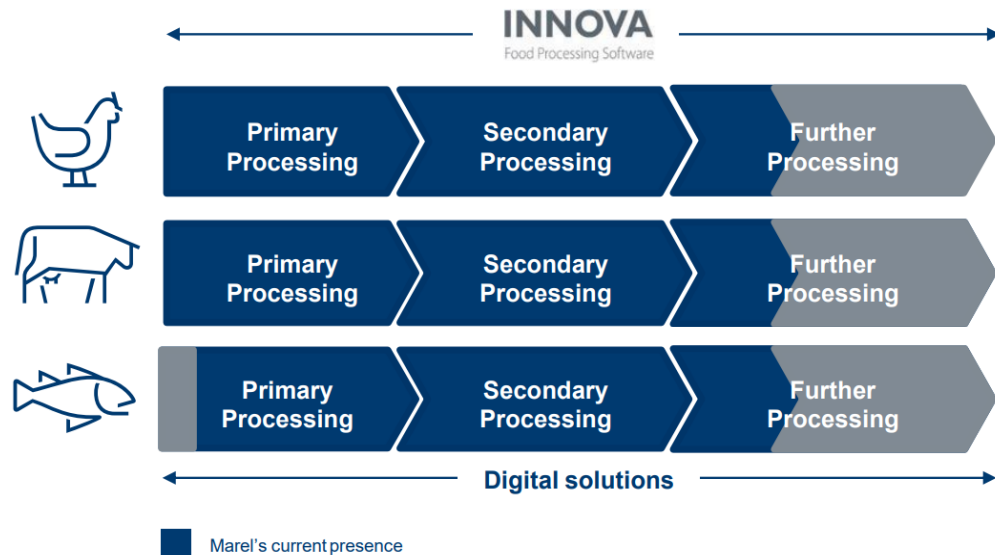 INNOVA
Food Processing Software
Primary
Processing
Secondary
Processing
Further
Processing
Primary
Processing
Secondary
Processing
Further
Processing
Primary
Processing
Secondary
Processing
Further
Processing
Digital solutions
Marel's current presence